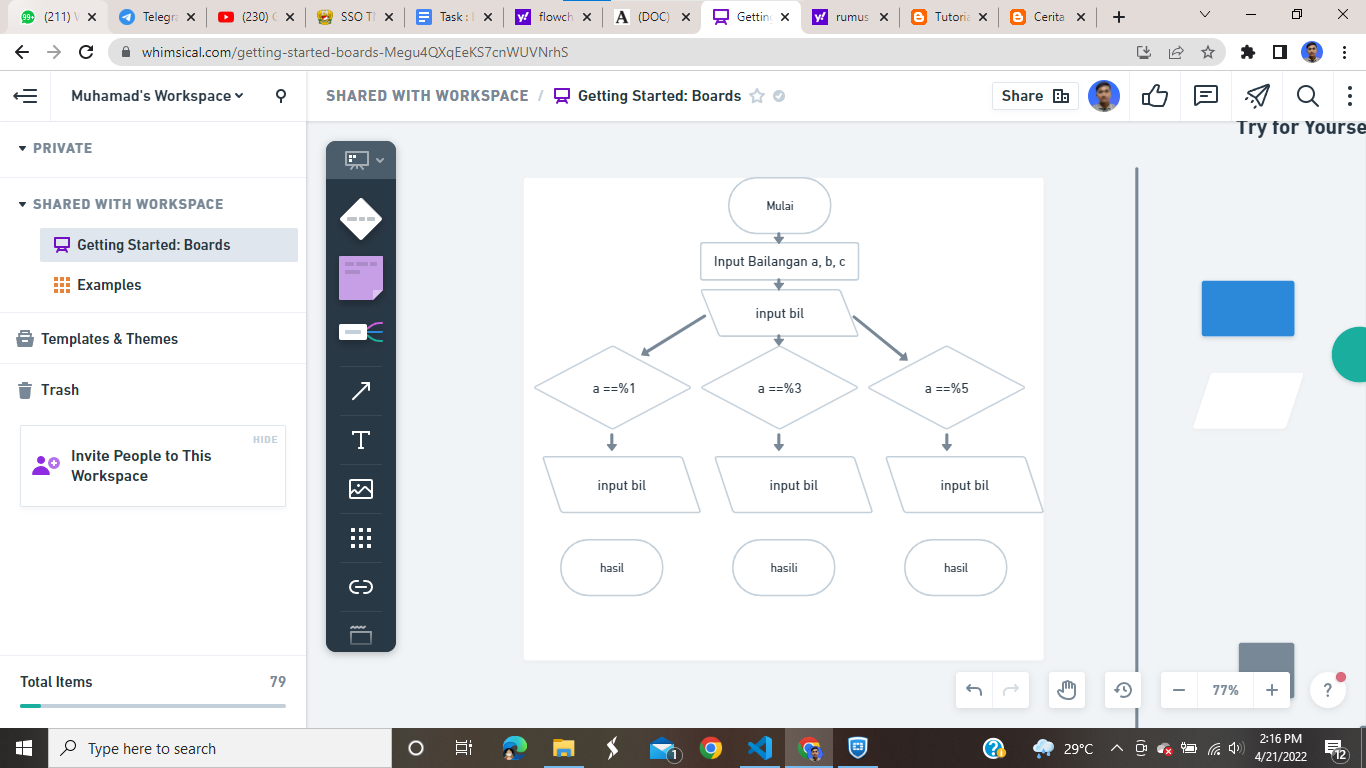 (211) W
Telegra
(230) C
SSO TN
Task : I
flowch
(DOC)
Getting
rumus
Tutoria
Cerita
whimsical.com/getting-started-boards-Megu4QXqEeKS7cnWUVNrhS
Muhamad's Workspace
SHARED WITH WORKSPACE / Getting Started: Boards
Share
PRIVATE
SHARED WITH WORKSPACE
Getting Started: Boards
Examples
Templates & Themes
Trash
HIDE
Invite People to This
Workspace
Total Items 79
Try for Yourse
Mulai
Input Bailangan a, b, c
input bil
a ==%1
a ==%3
a ==%5
input bil
input bil
input bil
hasil
hasili
hasil
77%
?
Type here to search
1
29°C
2:16 PM
4/21/2022
12